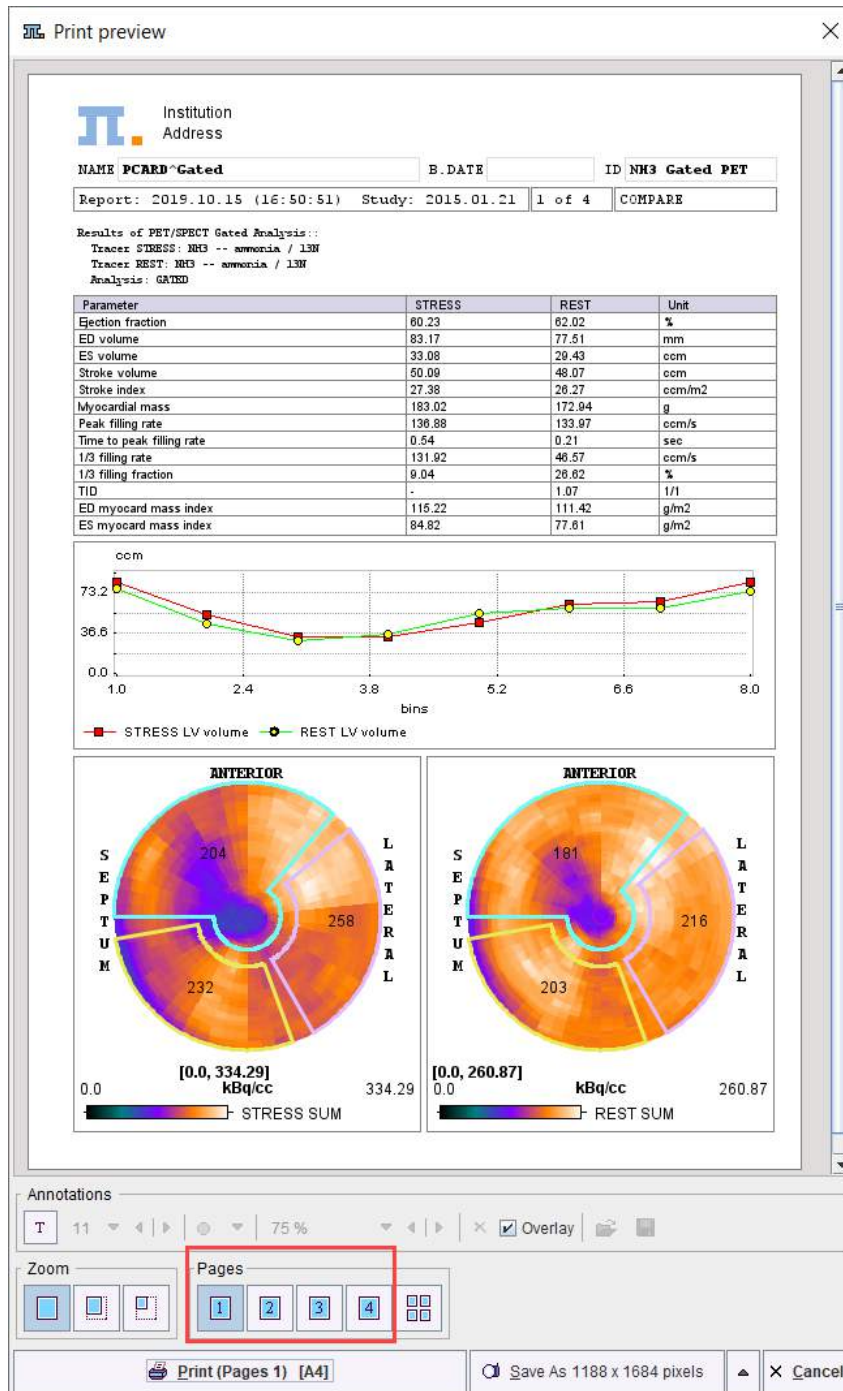 Print preview
Institution
Address
NAME PCARD^Gated B.DATE ID NH3 Gated PET
Report: 2019.10.15 (16:50:51) Study: 2015.01.21 1 of 4 COMPARE
Results of PET/SPECT Gated Analysis::
Tracer STRESS: NH3 -- ammonia / 13N
Tracer REST: NH3 -- ammonia / 13N
Analysis: GATED
Parameter STRESS REST Unit
Ejection fraction 60.23 62.02 %
ED volume 83.17 77.51 mm
ES volume 33.08 29.43 ccm
Stroke volume 50.09 48.07 ccm
Stroke index 27.38 26.27 ccm/m2
Myocardial mass 183.02 172.94 g
Peak filling rate 136.88 133.97 ccm/s
Time to peak filling rate 0.54 0.21 sec
1/3 filling rate 131.92 46.57 ccm/s
1/3 filling fraction 9.04 26.62 %
TID - 1.07 1/1
ED myocard mass index 115.22 111.42 g/m2
ES myocard mass index 84.82 77.61 g/m2
ccm
73.2
36.6
0.0
1.0 2.4 3.8 5.2 6.6 8.0
bins
STRESS LV volume REST LV volume
ANTERIOR
SEPTUM
LATERAL
204
258
232
[0.0, 334.29]
0.0 kBq/cc 334.29
STRESS SUM
ANTERIOR
SEPTUM
LATERAL
181
216
203
[0.0, 260.87]
0.0 kBq/cc 260.87
REST SUM
Annotations
T 11 75 % Overlay
Zoom Pages
1 2 3 4
Print (Pages 1) [A4] Save As 1188 x 1684 pixels Cancel